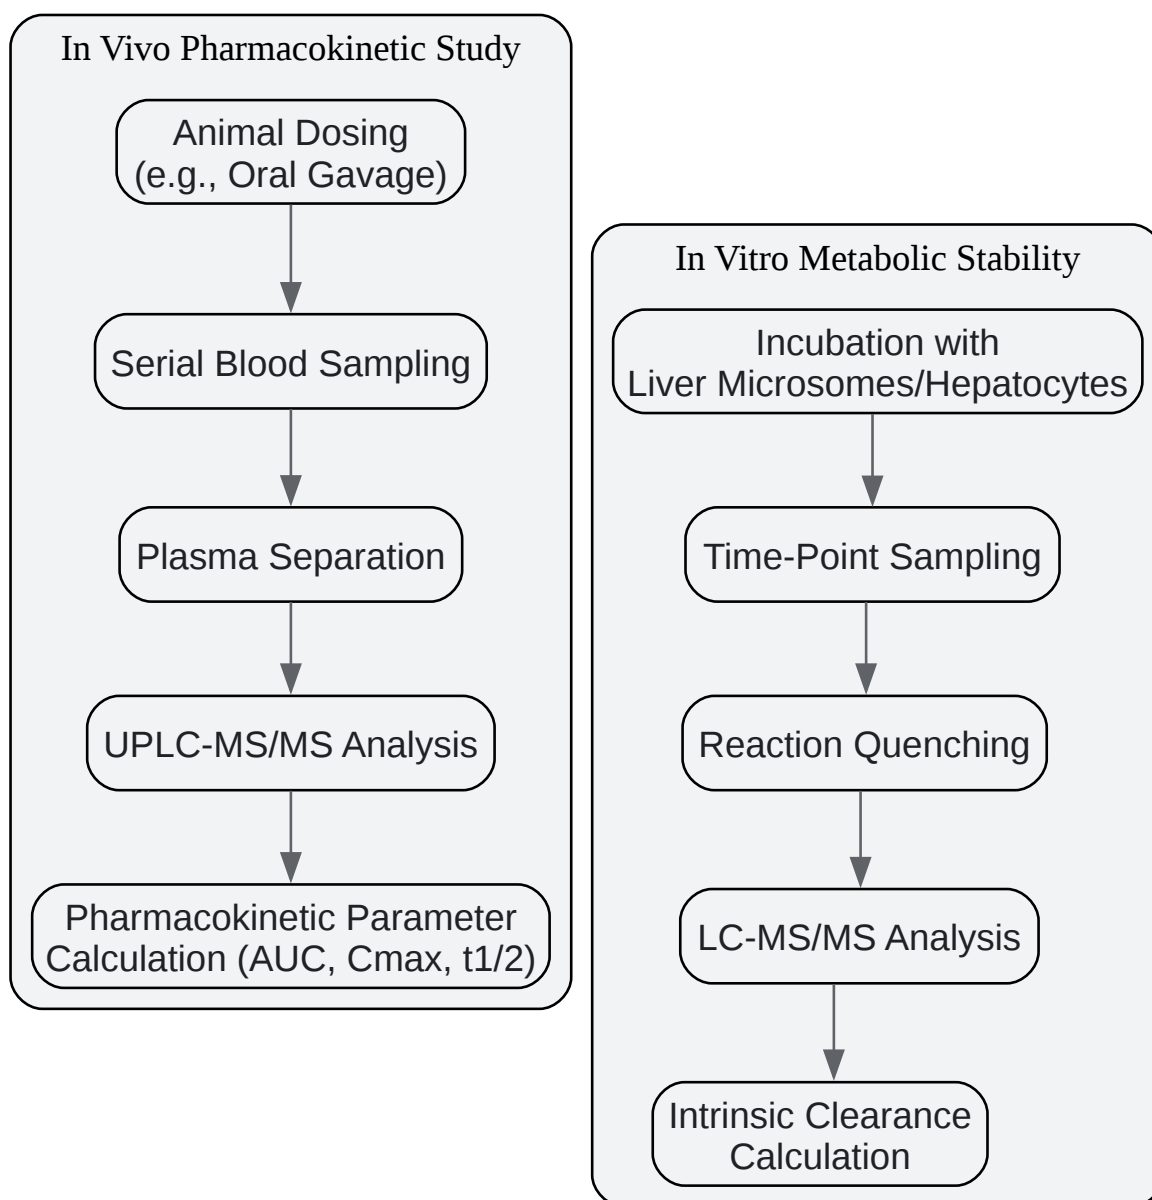 In Vivo Pharmacokinetic Study
Animal Dosing
(e.g., Oral Gavage)
Serial Blood Sampling
Plasma Separation
UPLC-MS/MS Analysis
Pharmacokinetic Parameter
Calculation (AUC, Cmax, t1/2)
In Vitro Metabolic Stability
Incubation with
Liver Microsomes/Hepatocytes
Time-Point Sampling
Reaction Quenching
LC-MS/MS Analysis
Intrinsic Clearance
Calculation